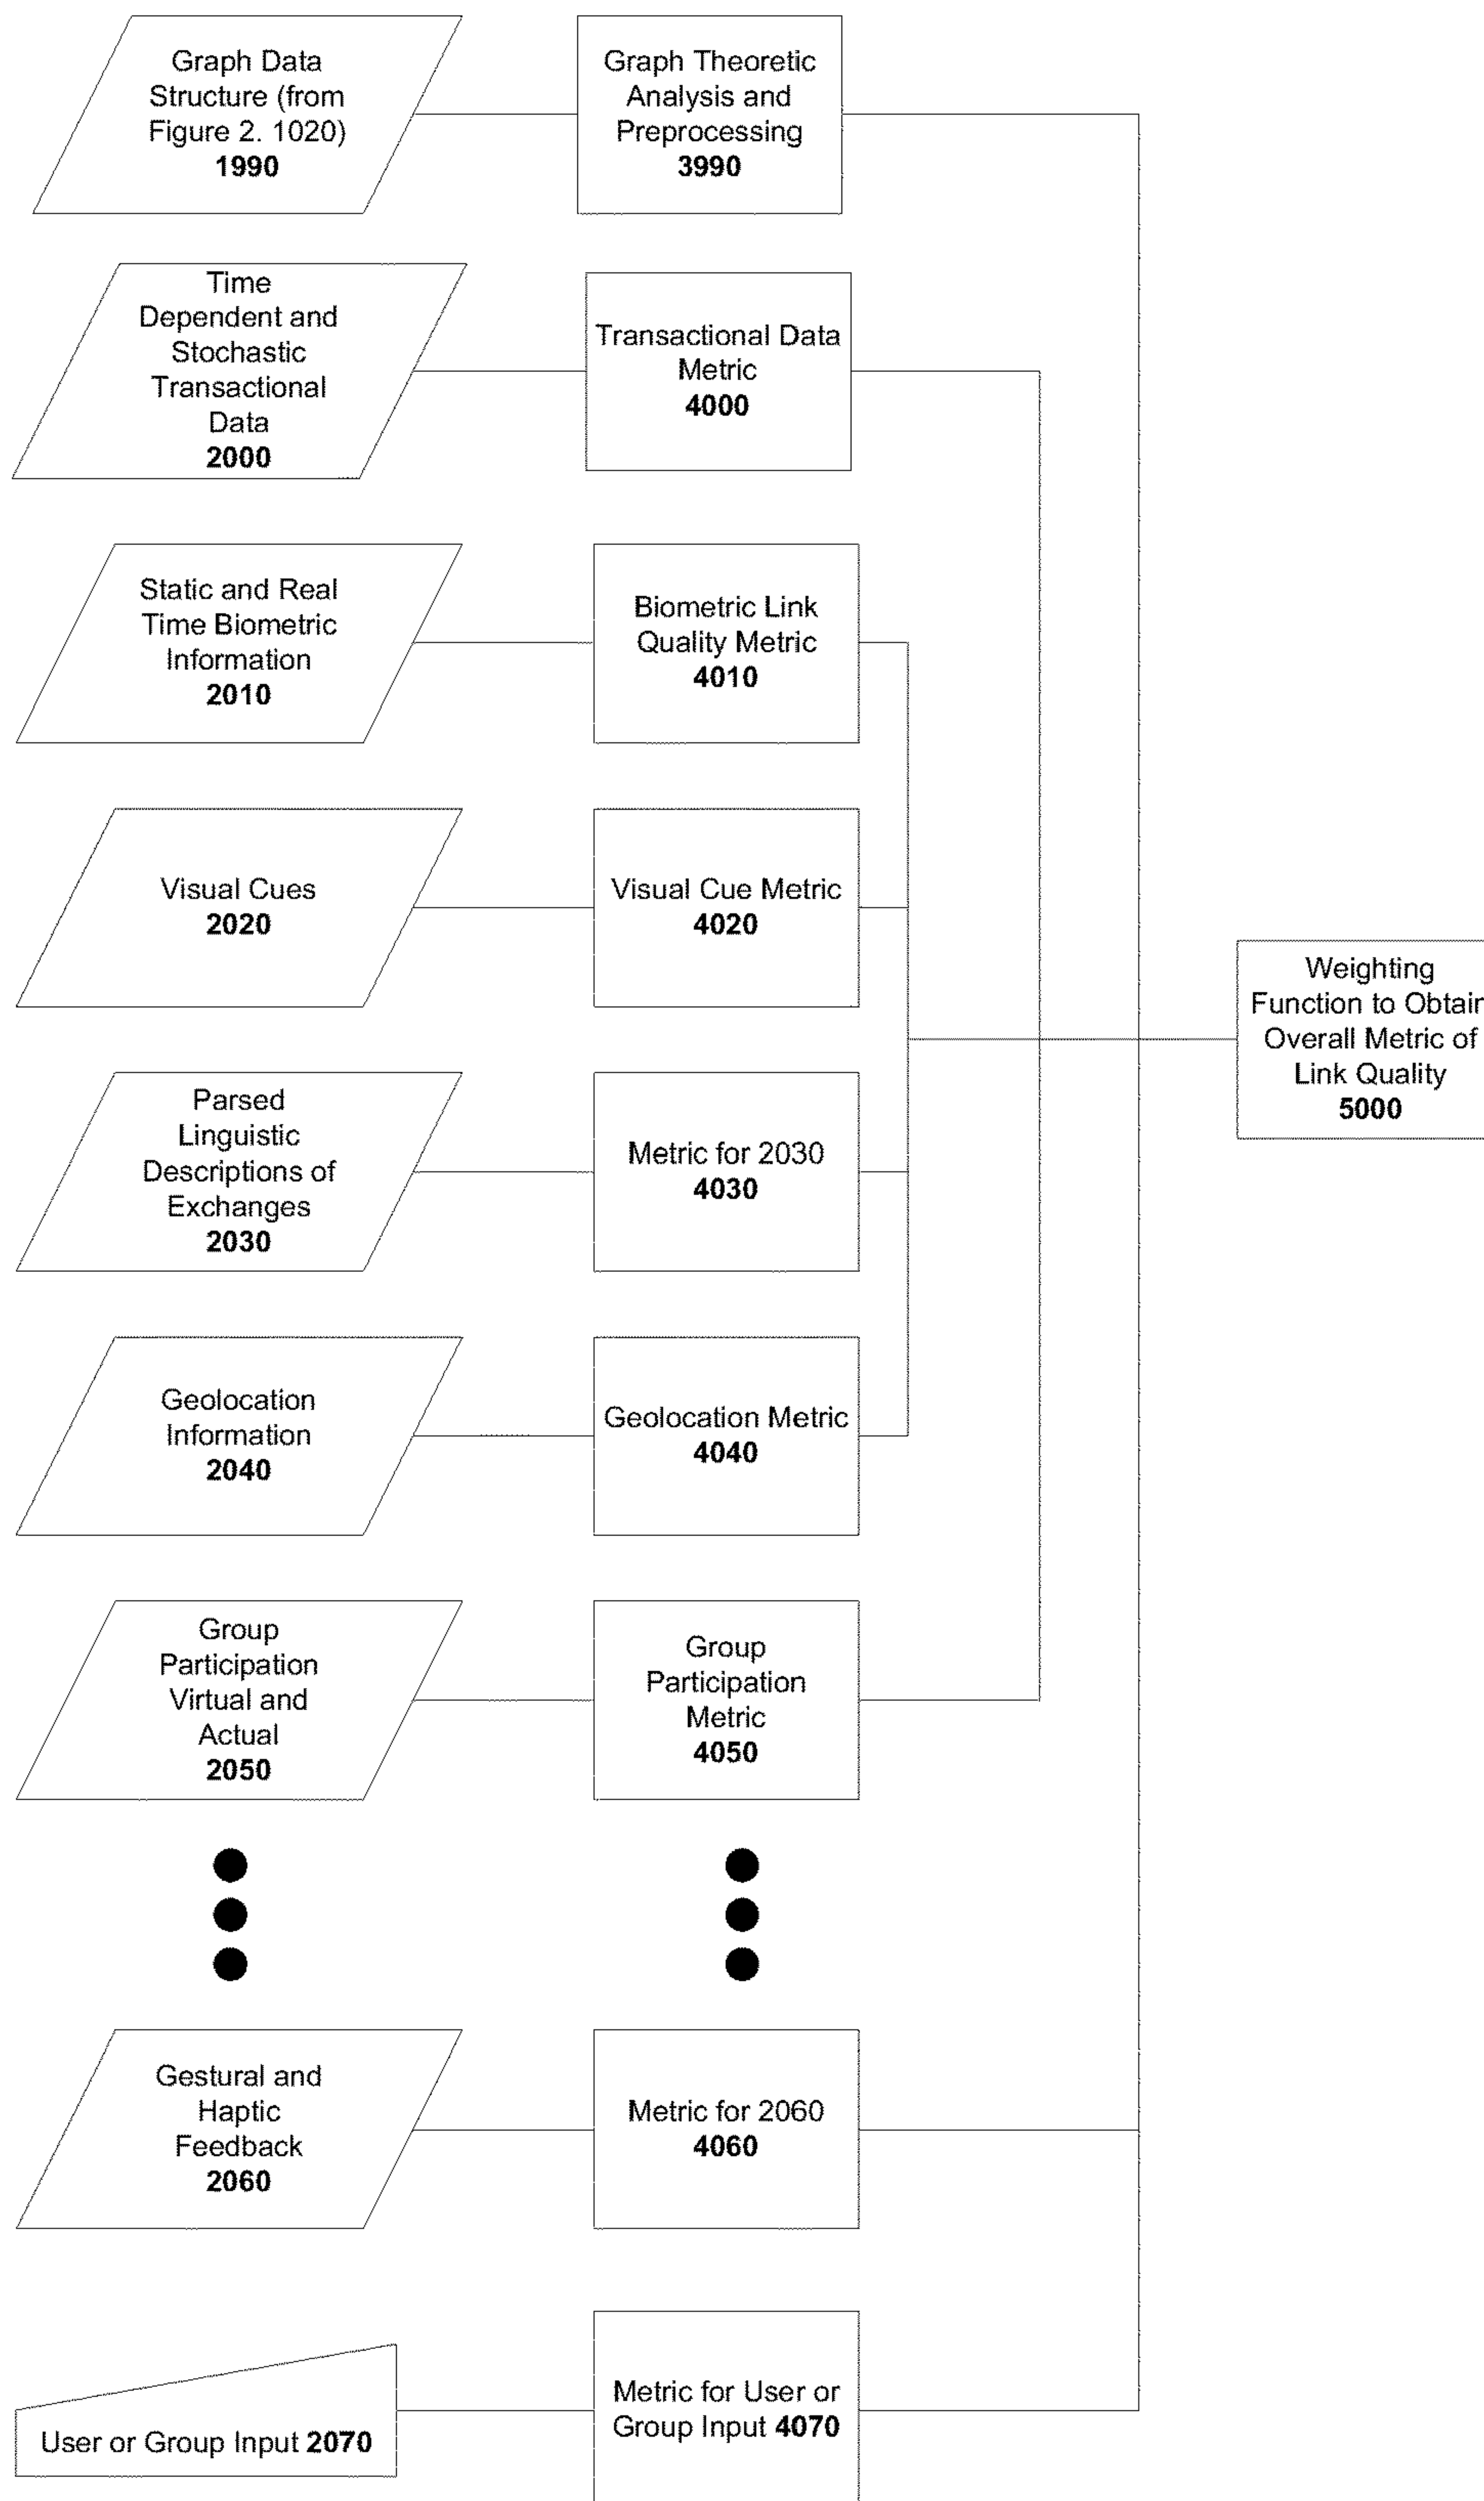 Graph Data
Structure (from
Figure 2. 1020)
1990
Graph Theoretic
Analysis and
Preprocessing
3990
Time
Dependent and
Stochastic
Transactional
Data
2000
Transactional Data
Metric
4000
Static and Real
Time Biometric
Information
2010
Biometric Link
Quality Metric
4010
Visual Cues
2020
Visual Cue Metric
4020
Weighting
Function to Obtain
Overall Metric of
Link Quality
5000
Parsed
Linguistic
Descriptions of
Exchanges
2030
Metric for 2030
4030
Geolocation
Information
2040
Geolocation Metric
4040
Group
Participation
Virtual and
Actual
2050
Group
Participation
Metric
4050
Gestural and
Haptic
Feedback
2060
Metric for 2060
4060
User or Group Input 2070
Metric for User or
Group Input 4070